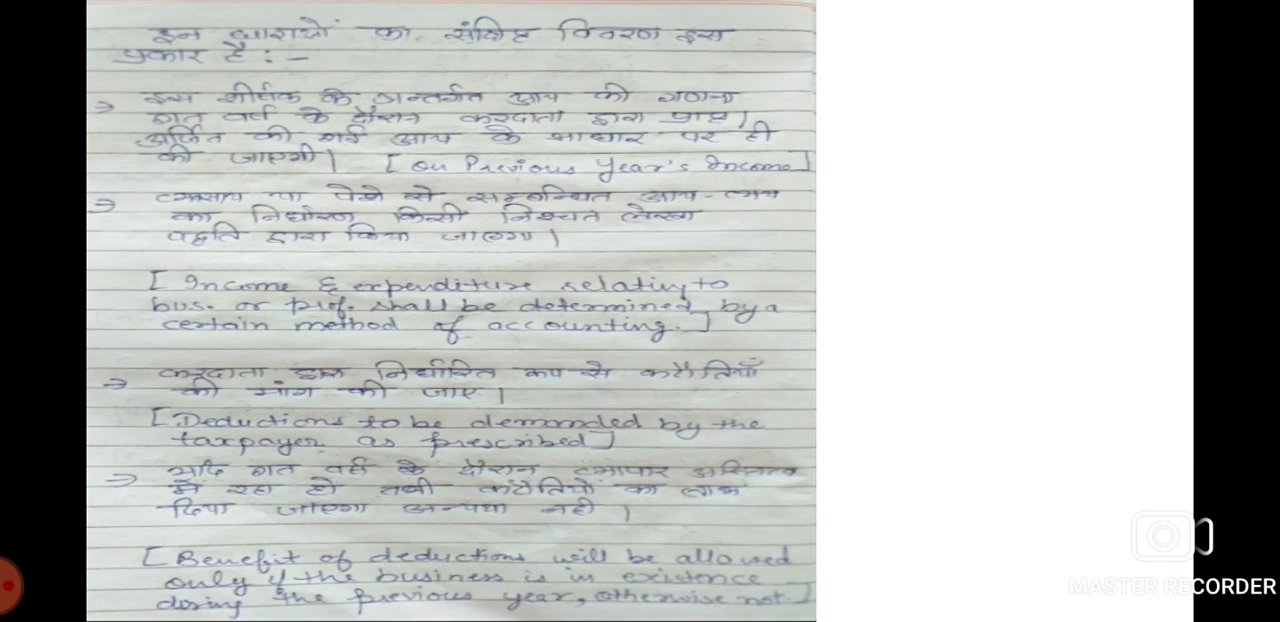 इन धाराओं का संक्षिप्त विवरण इस
प्रकार है : -
⇒ इस शीर्षक के अन्तर्गत आय की गणना
गत वर्ष के दौरान करदाता द्वारा प्राप्त/
अर्जित की गई आय के आधार पर ही
की जाएगी। [on Previous Year's Income]
⇒ व्यवसाय या पेशे से सम्बन्धित आय-व्यय
का निर्धारण किसी निश्चत लेखा
पद्धति द्वारा किया जाएगा।
[Income & expenditure relating to
bus. or prof. shall be determined by a
certain method of accounting.]
⇒ करदाता द्वारा निर्धारित रूप से कटौतियाँ
की मांग की जाए।
[Deductions to be demanded by the
taxpayer as prescribed]
⇒ यदि गत वर्ष के दौरान व्यापार अस्तित्व
में रहा हो तभी कटौतियों का लाभ
दिया जाएगा अन्यथा नही।
[Benefit of deductions will be allowed
only if the business is in existence
during the previous year, otherwise not.]
MASTER RECORDER